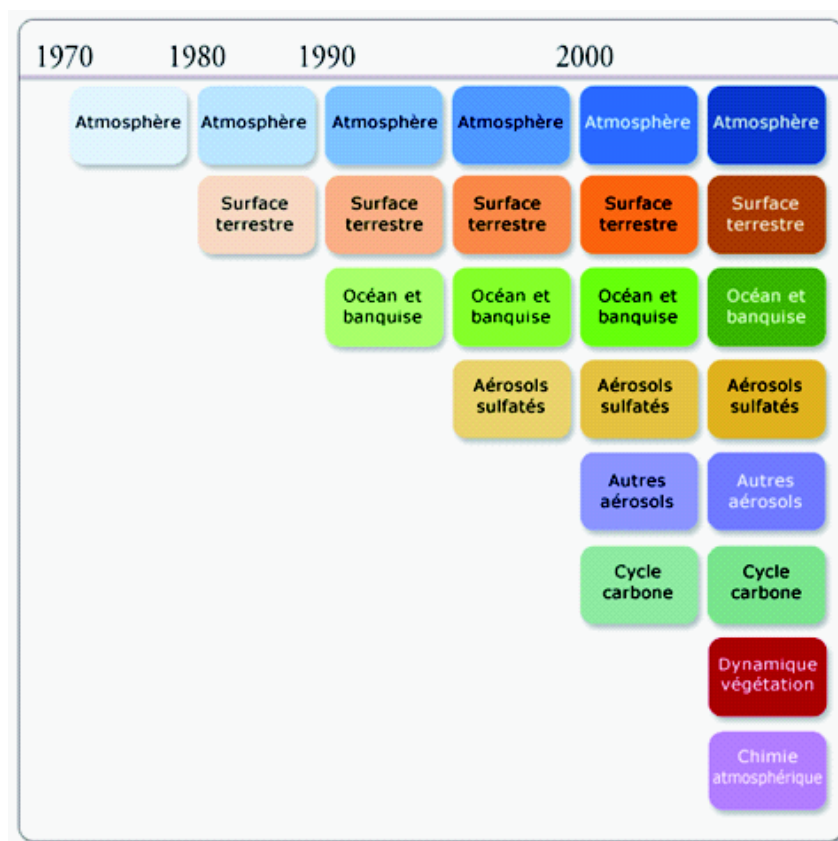 1970 1980 1990 2000
Atmosphère Atmosphère Atmosphère Atmosphère Atmosphère Atmosphère
Surface Surface Surface Surface Surface
terrestre terrestre terrestre terrestre terrestre
Océan et Océan et Océan et Océan et
banquise banquise banquise banquise
Aérosols Aérosols Aérosols
sulfatés sulfatés sulfatés
Autres Autres
aérosols aérosols
Cycle Cycle
carbone carbone
Dynamique
végétation
Chimie
atmosphérique